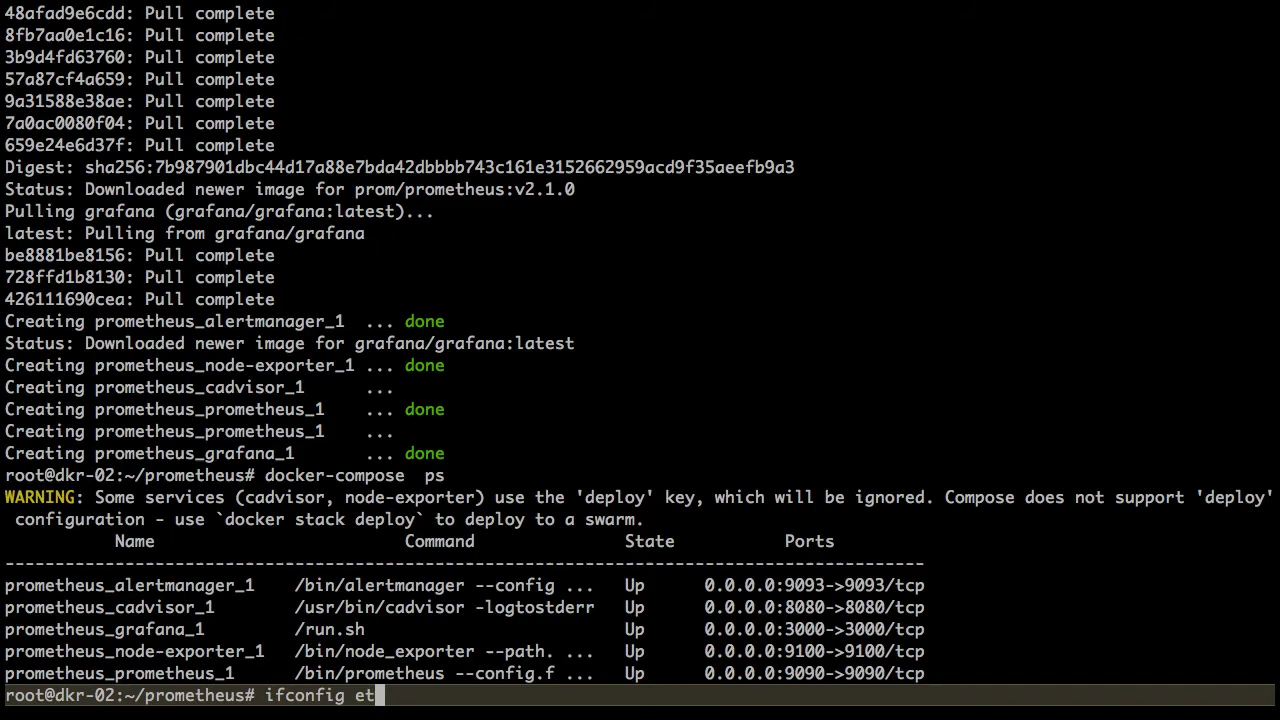 48afad9e6cdd: Pull complete
8fb7aa0e1c16: Pull complete
3b9d4fd63760: Pull complete
57a87cf4a659: Pull complete
9a31588e38ae: Pull complete
7a0ac0080f04: Pull complete
659e24e6d37f: Pull complete
Digest: sha256:7b987901dbc44d17a88e7bda42dbbbb743c161e3152662959acd9f35aeefb9a3
Status: Downloaded newer image for prom/prometheus:v2.1.0
Pulling grafana (grafana/grafana:latest)...
latest: Pulling from grafana/grafana
be8881be8156: Pull complete
728ffd1b8130: Pull complete
426111690cea: Pull complete
Creating prometheus_alertmanager_1  ... done
Status: Downloaded newer image for grafana/grafana:latest
Creating prometheus_node-exporter_1 ... done
Creating prometheus_cadvisor_1      ...
Creating prometheus_prometheus_1    ... done
Creating prometheus_prometheus_1    ...
Creating prometheus_grafana_1       ... done
root@dkr-02:~/prometheus# docker-compose  ps
WARNING: Some services (cadvisor, node-exporter) use the 'deploy' key, which will be ignored. Compose does not support 'deploy'
 configuration - use `docker stack deploy` to deploy to a swarm.
           Name                         Command               State           Ports
--------------------------------------------------------------------------------------------
prometheus_alertmanager_1    /bin/alertmanager --config ...   Up      0.0.0.0:9093->9093/tcp
prometheus_cadvisor_1        /usr/bin/cadvisor -logtostderr   Up      0.0.0.0:8080->8080/tcp
prometheus_grafana_1         /run.sh                          Up      0.0.0.0:3000->3000/tcp
prometheus_node-exporter_1   /bin/node_exporter --path. ...   Up      0.0.0.0:9100->9100/tcp
prometheus_prometheus_1      /bin/prometheus --config.f ...   Up      0.0.0.0:9090->9090/tcp
root@dkr-02:~/prometheus# ifconfig et